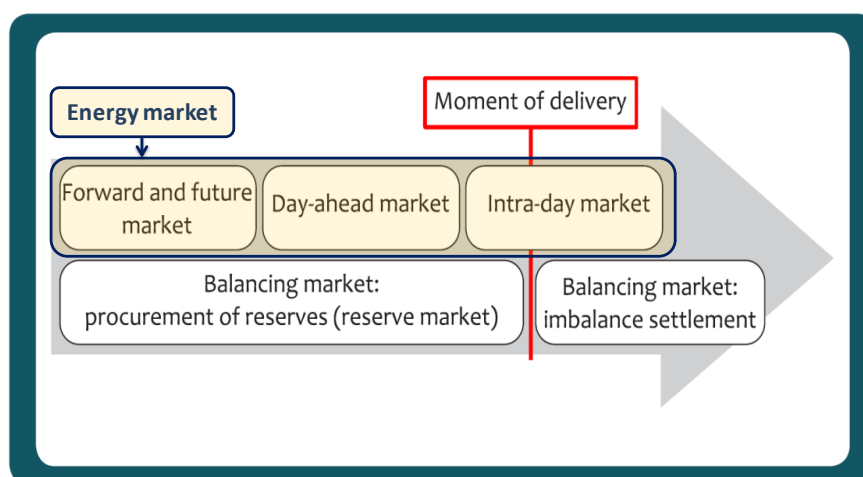 Moment of delivery
Energy market
Forward and future
market
Day-ahead market
Intra-day market
Balancing market:
procurement of reserves (reserve market)
Balancing market:
imbalance settlement